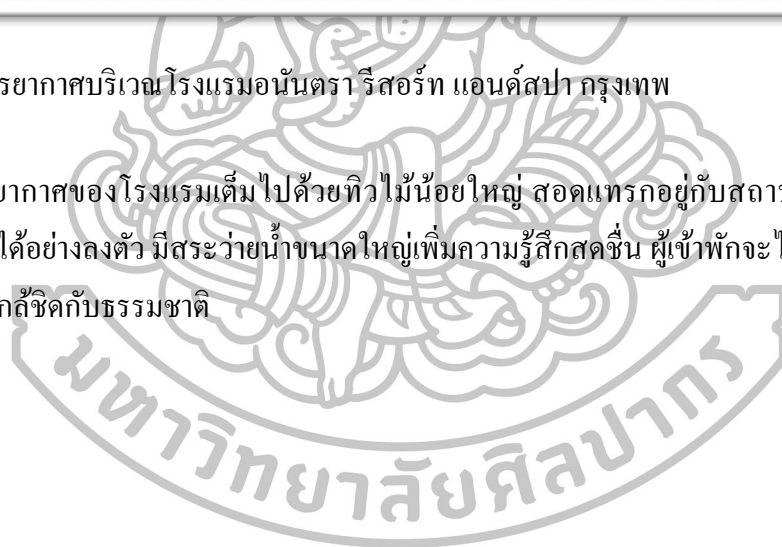 รยากาศบริเวณโรงแรมอนันตรา รีสอร์ท แอนด์สปา กรุงเทพ
ยากาศของโรงแรมเต็มไปด้วยทิวไม้น้อยใหญ่ สอดแทรกอยู่กับสถา
ได้อย่างลงตัว มีสระว่ายน้ำขนาดใหญ่เพิ่มความรู้สึกสดชื่น ผู้เข้าพักจะไ
กล้ชิดกับธรรมชาติ
มหาวิทยาลัยศิลปากร